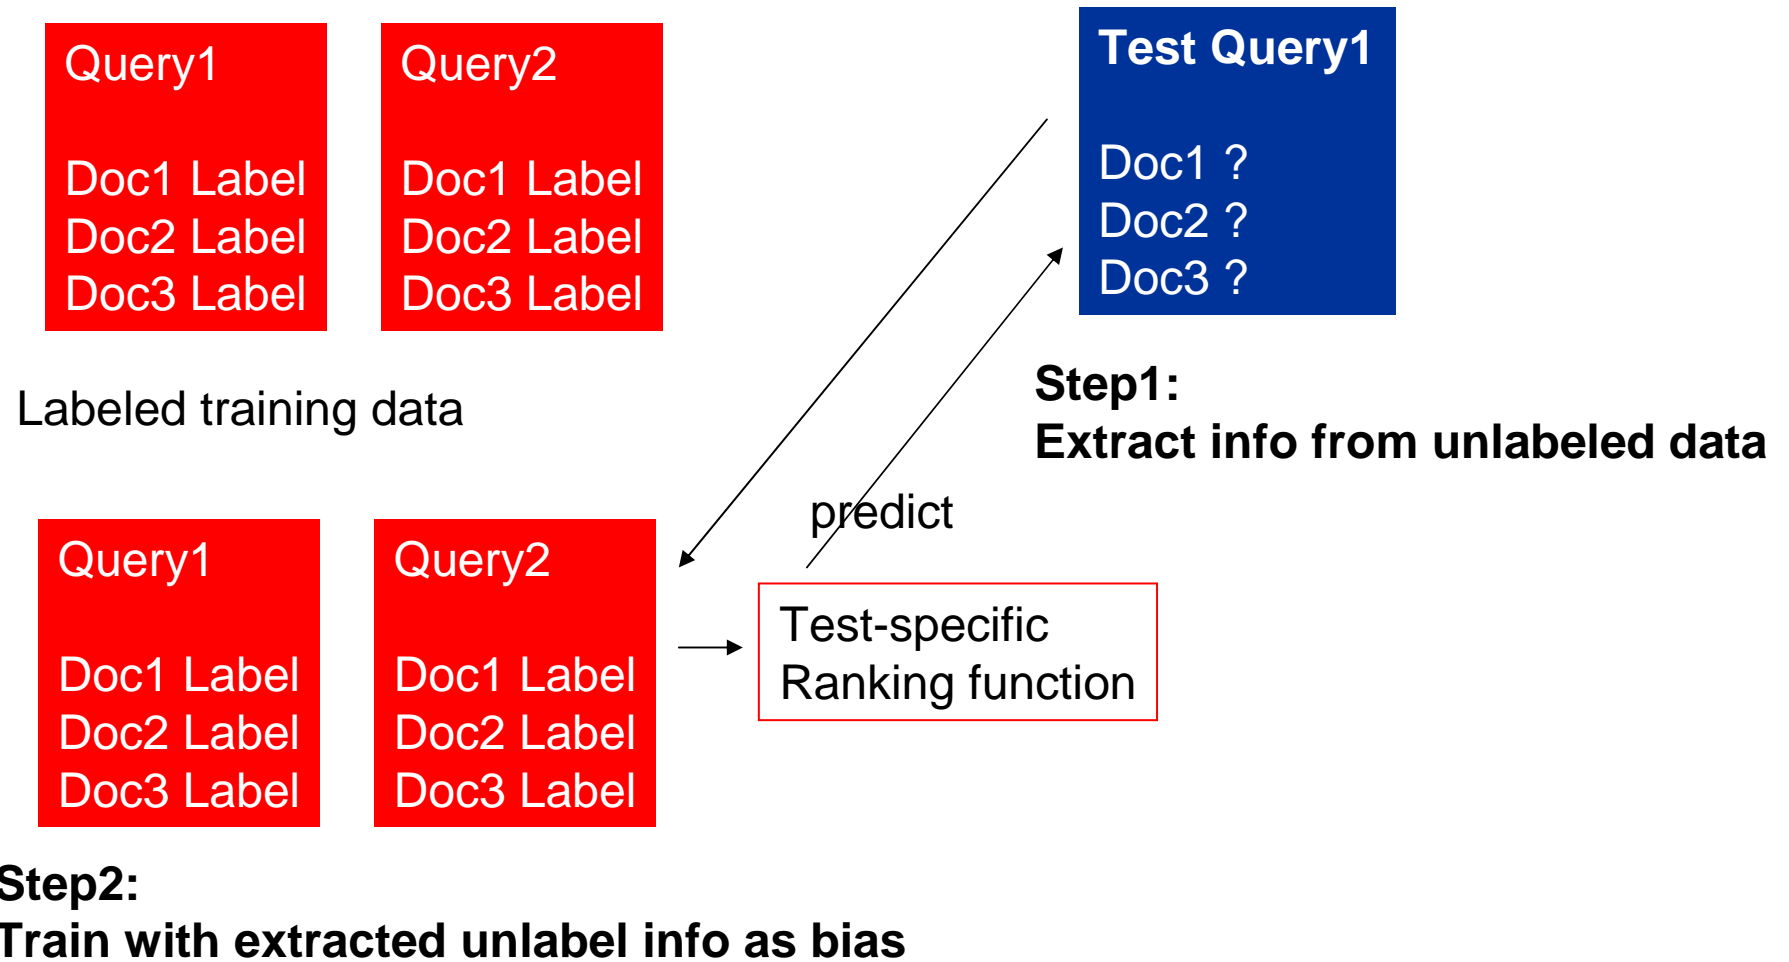 Query1
Doc1 Label
Doc2 Label
Doc3 Label
Query2
Doc1 Label
Doc2 Label
Doc3 Label
Test Query1
Doc1 ?
Doc2 ?
Doc3 ?
Labeled training data
Step1:
Extract info from unlabeled data
predict
Query1
Doc1 Label
Doc2 Label
Doc3 Label
Query2
Doc1 Label
Doc2 Label
Doc3 Label
Test-specific
Ranking function
Step2:
Train with extracted unlabel info as bias